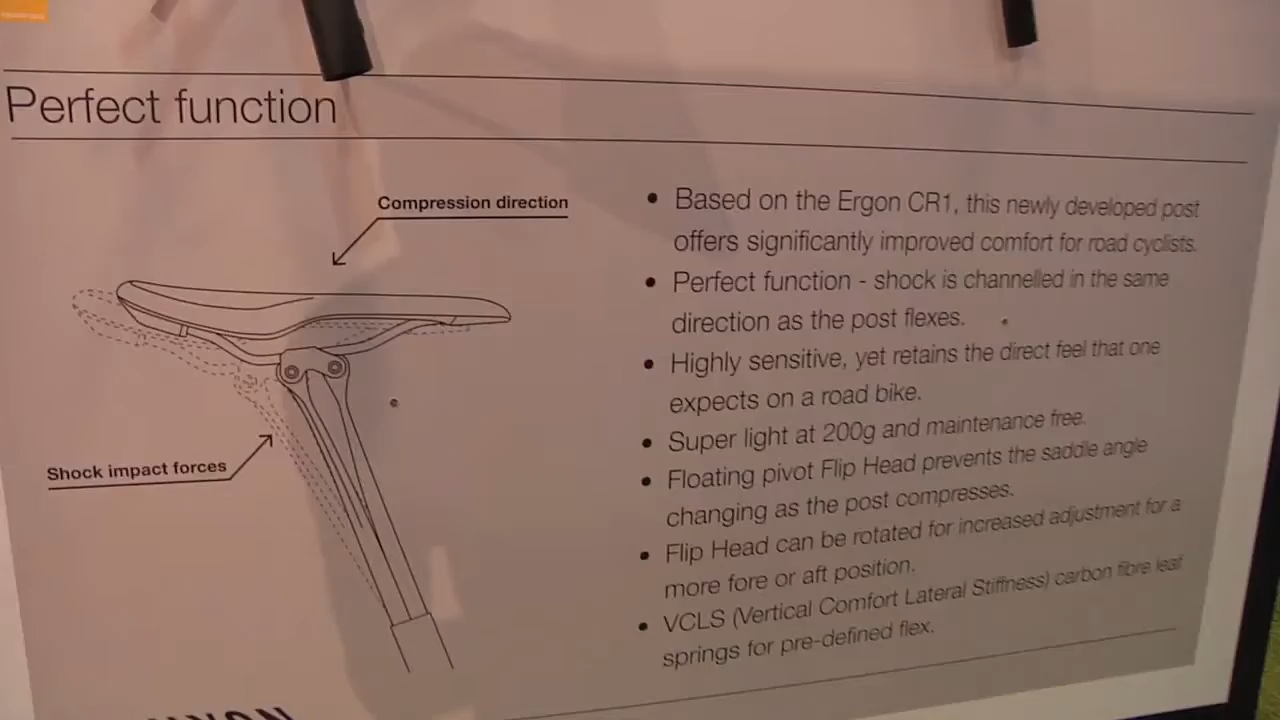 Perfect function
Compression direction
Shock impact forces
• Based on the Ergon CR1, this newly developed post
offers significantly improved comfort for road cyclists.
• Perfect function - shock is channelled in the same
direction as the post flexes.
• Highly sensitive, yet retains the direct feel that one
expects on a road bike.
• Super light at 200g and maintenance free.
• Floating pivot Flip Head prevents the saddle angle
changing as the post compresses.
• Flip Head can be rotated for increased adjustment for a
more fore or aft position.
• VCLS (Vertical Comfort Lateral Stiffness) carbon fibre leaf
springs for pre-defined flex.